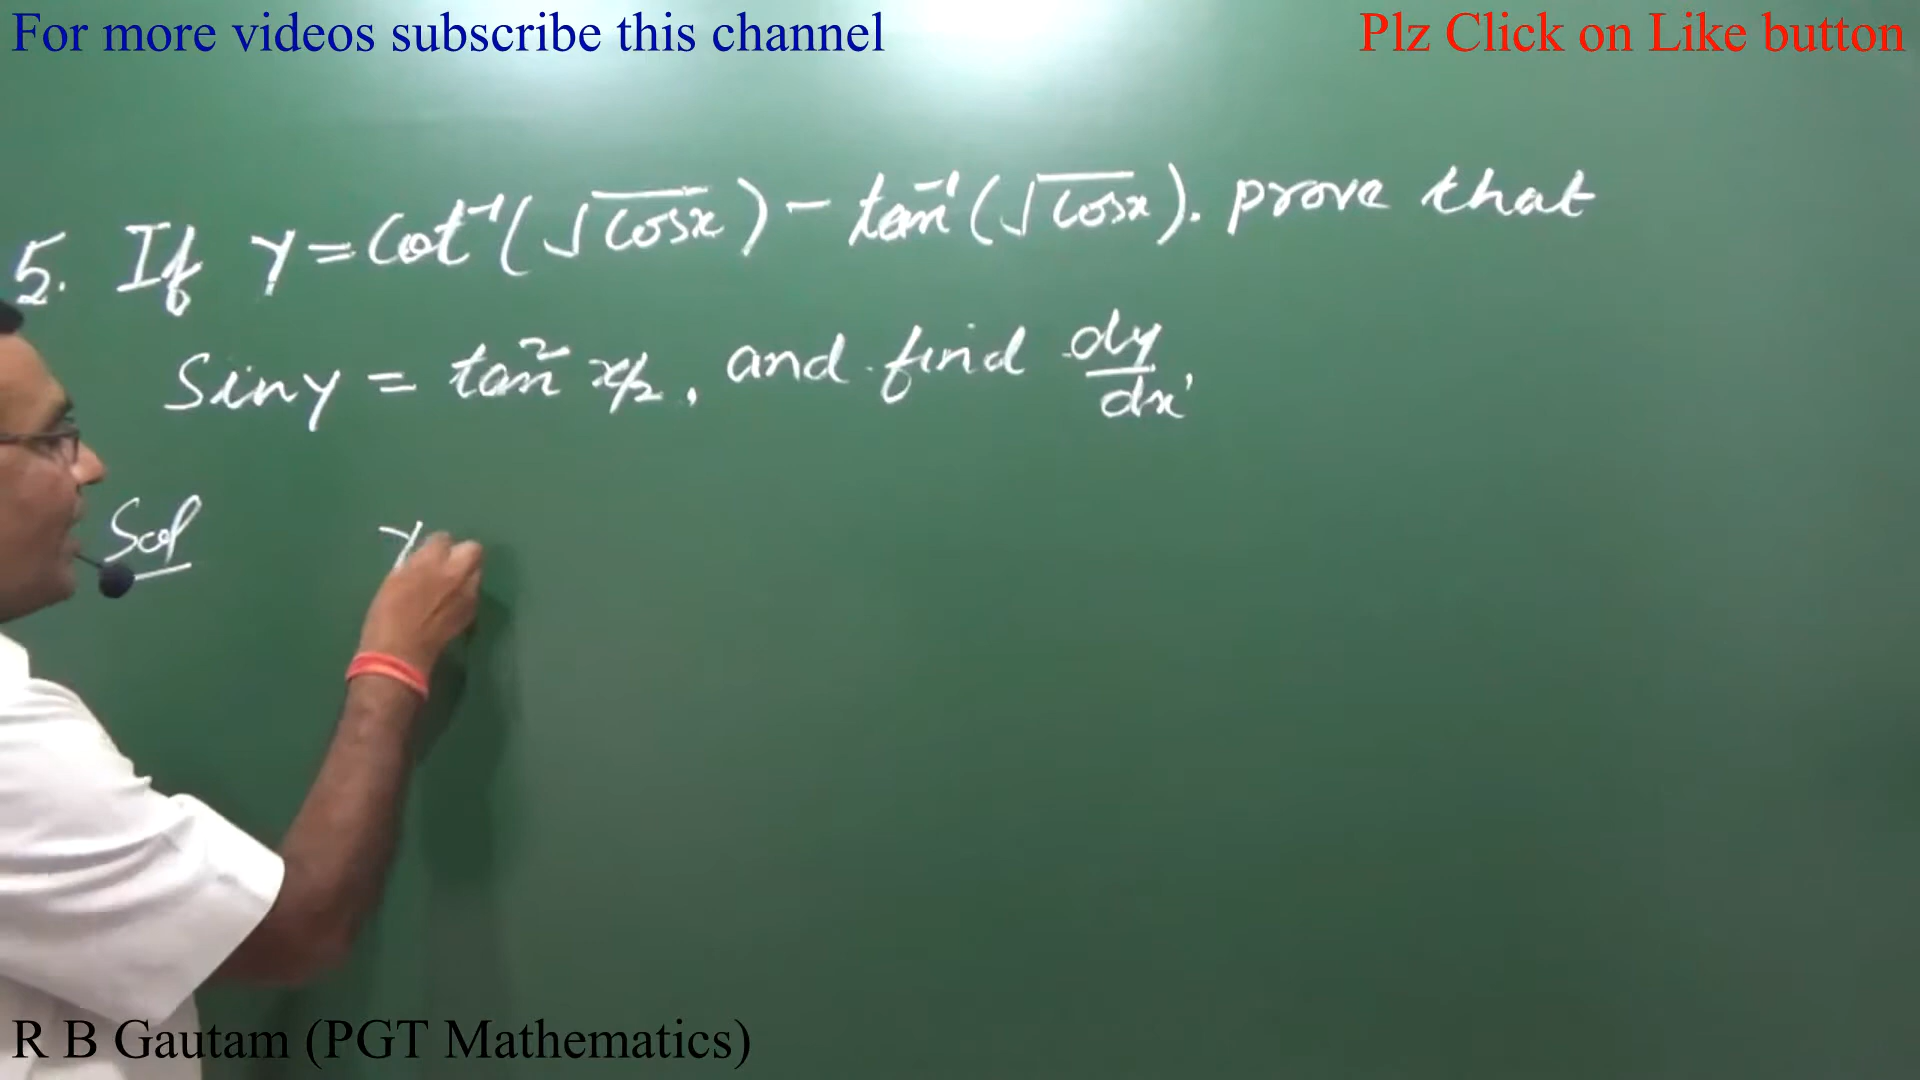 For more videos subscribe this channel
Plz Click on Like button
5. If y = Cot⁻¹(√cosx) - tan⁻¹(√cosx). prove that
Siny = tan² x/2, and find dy/dx.
Sol
y
R B Gautam (PGT Mathematics)